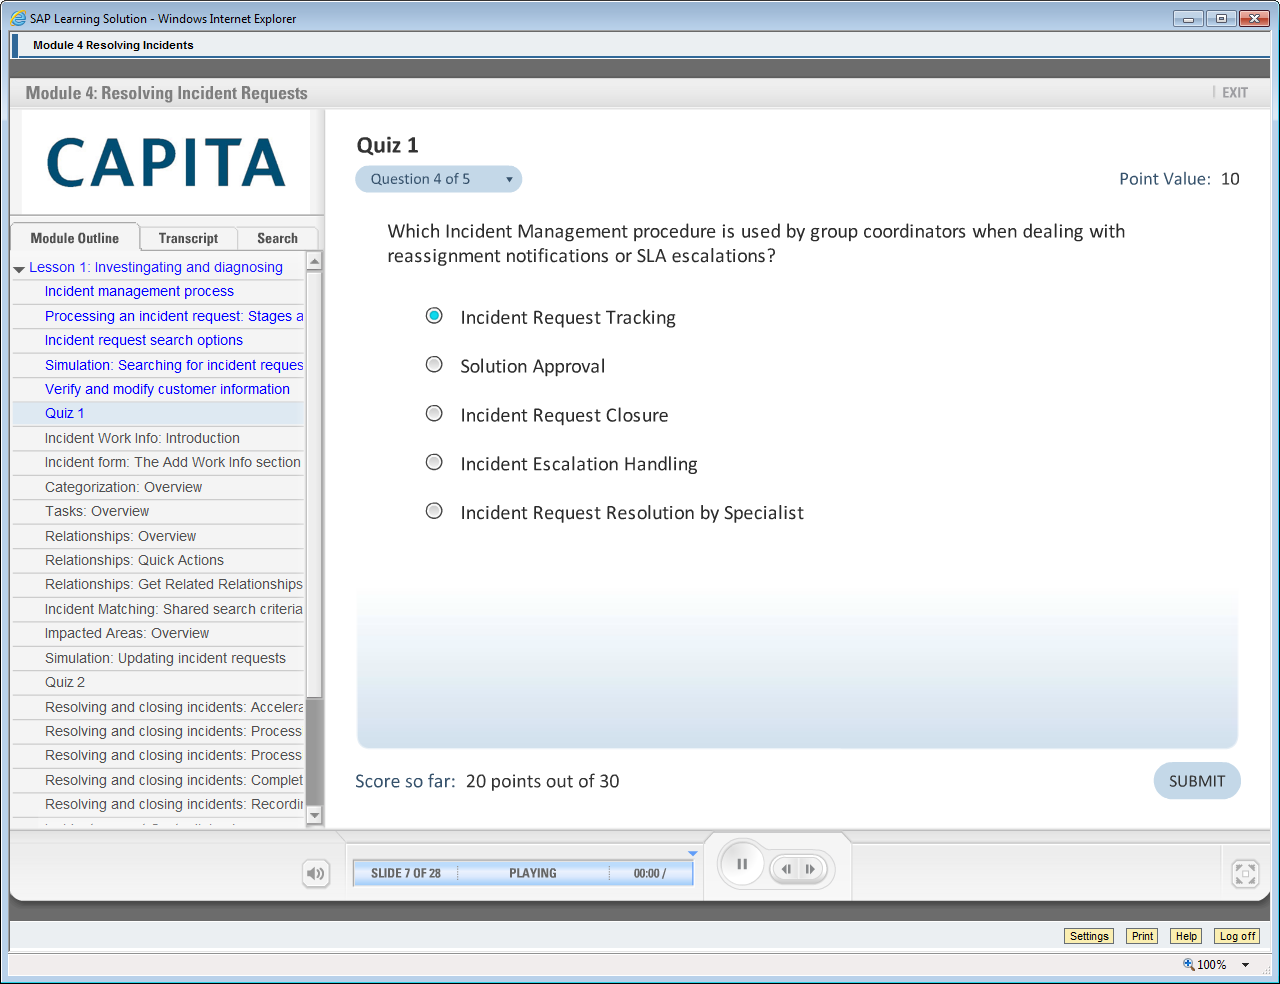 SAP Learning Solution - Windows Internet Explorer
Module 4 Resolving Incidents
Module 4: Resolving Incident Requests
EXIT
CAPITA
Module Outline
Transcript
Search
Lesson 1: Investingating and diagnosing
Incident management process
Processing an incident request: Stages a
Incident request search options
Simulation: Searching for incident reques
Verify and modify customer information
Quiz 1
Incident Work Info: Introduction
Incident form: The Add Work Info section
Categorization: Overview
Tasks: Overview
Relationships: Overview
Relationships: Quick Actions
Relationships: Get Related Relationships
Incident Matching: Shared search criteria
Impacted Areas: Overview
Simulation: Updating incident requests
Quiz 2
Resolving and closing incidents: Accelera
Resolving and closing incidents: Process
Resolving and closing incidents: Process
Resolving and closing incidents: Complet
Resolving and closing incidents: Recordin
Quiz 1
Question 4 of 5
Point Value: 10
Which Incident Management procedure is used by group coordinators when dealing with
reassignment notifications or SLA escalations?
Incident Request Tracking
Solution Approval
Incident Request Closure
Incident Escalation Handling
Incident Request Resolution by Specialist
Score so far: 20 points out of 30
SUBMIT
SLIDE 7 OF 28
PLAYING
00:00 /
Settings
Print
Help
Log off
100%